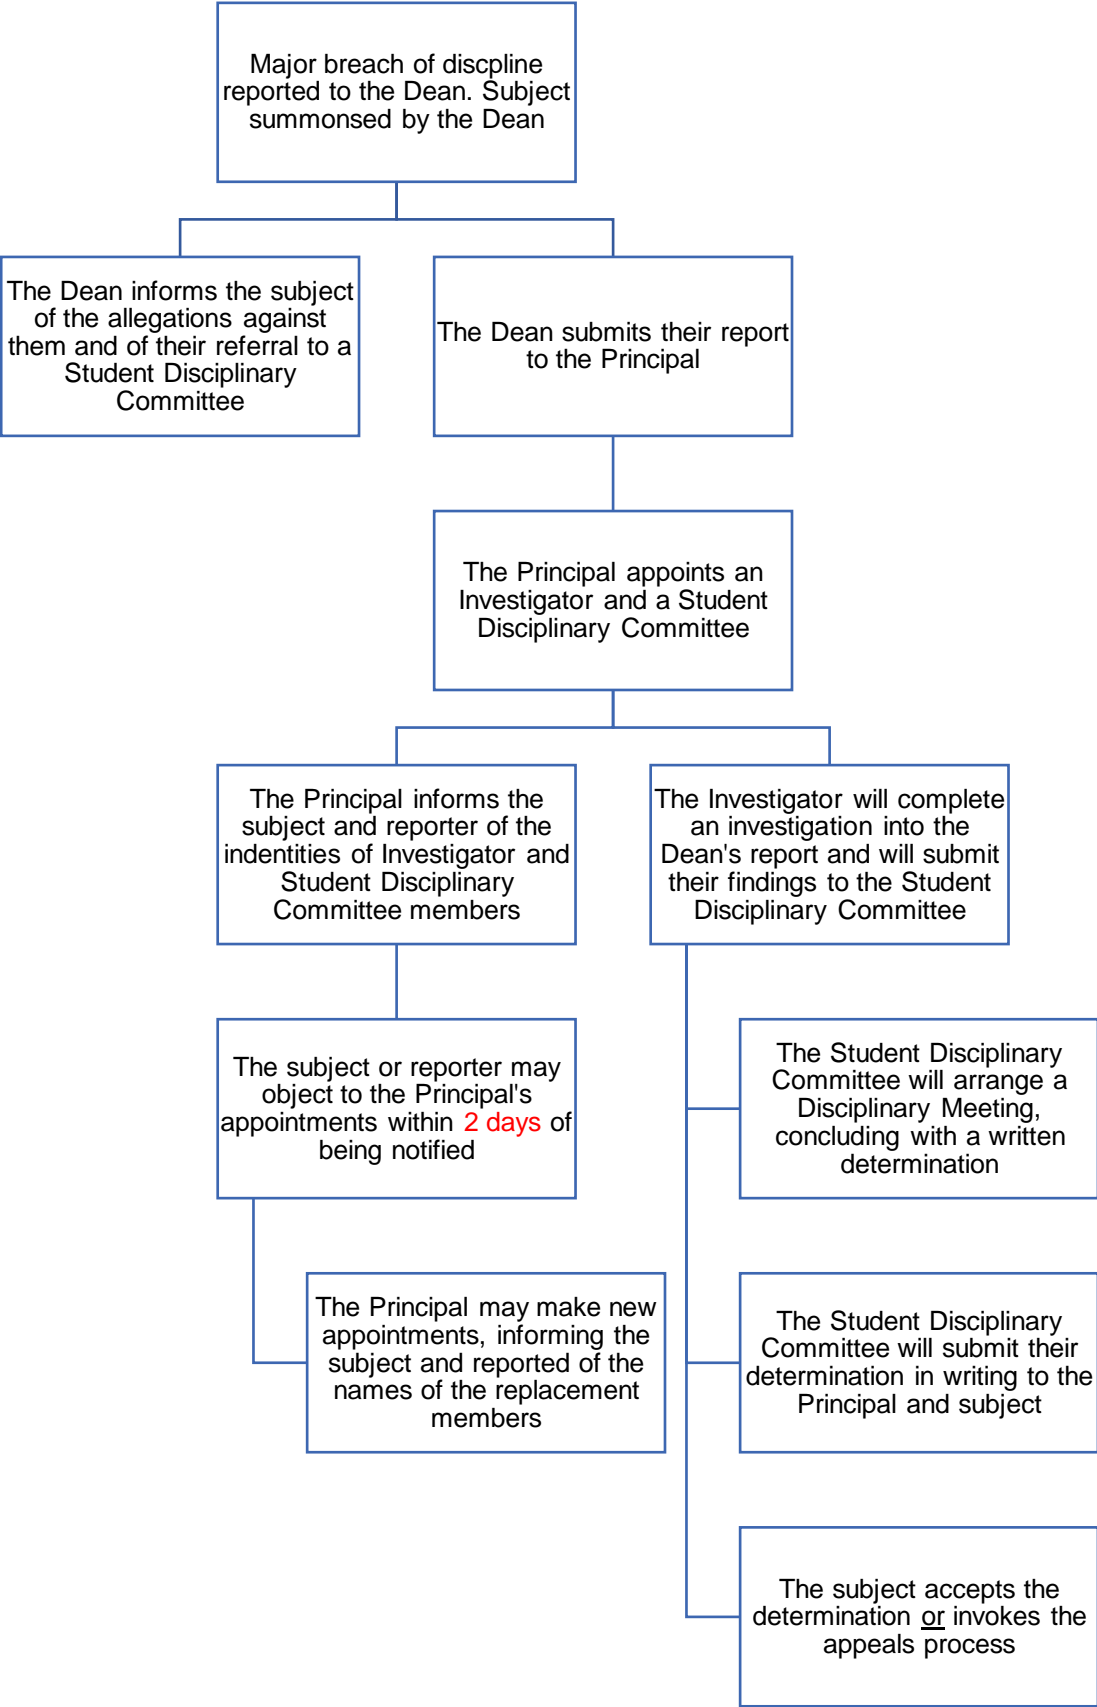 Major breach of discpline
reported to the Dean. Subject
summonsed by the Dean
The Dean informs the subject
of the allegations against
them and of their referral to a
Student Disciplinary
Committee
The Dean submits their report
to the Principal
The Principal appoints an
Investigator and a Student
Disciplinary Committee
The Principal informs the
subject and reporter of the
indentities of Investigator and
Student Disciplinary
Committee members
The Investigator will complete
an investigation into the
Dean's report and will submit
their findings to the Student
Disciplinary Committee
The subject or reporter may
object to the Principal's
appointments within 2 days of
being notified
The Student Disciplinary
Committee will arrange a
Disciplinary Meeting,
concluding with a written
determination
The Principal may make new
appointments, informing the
subject and reported of the
names of the replacement
members
The Student Disciplinary
Committee will submit their
determination in writing to the
Principal and subject
The subject accepts the
determination or invokes the
appeals process